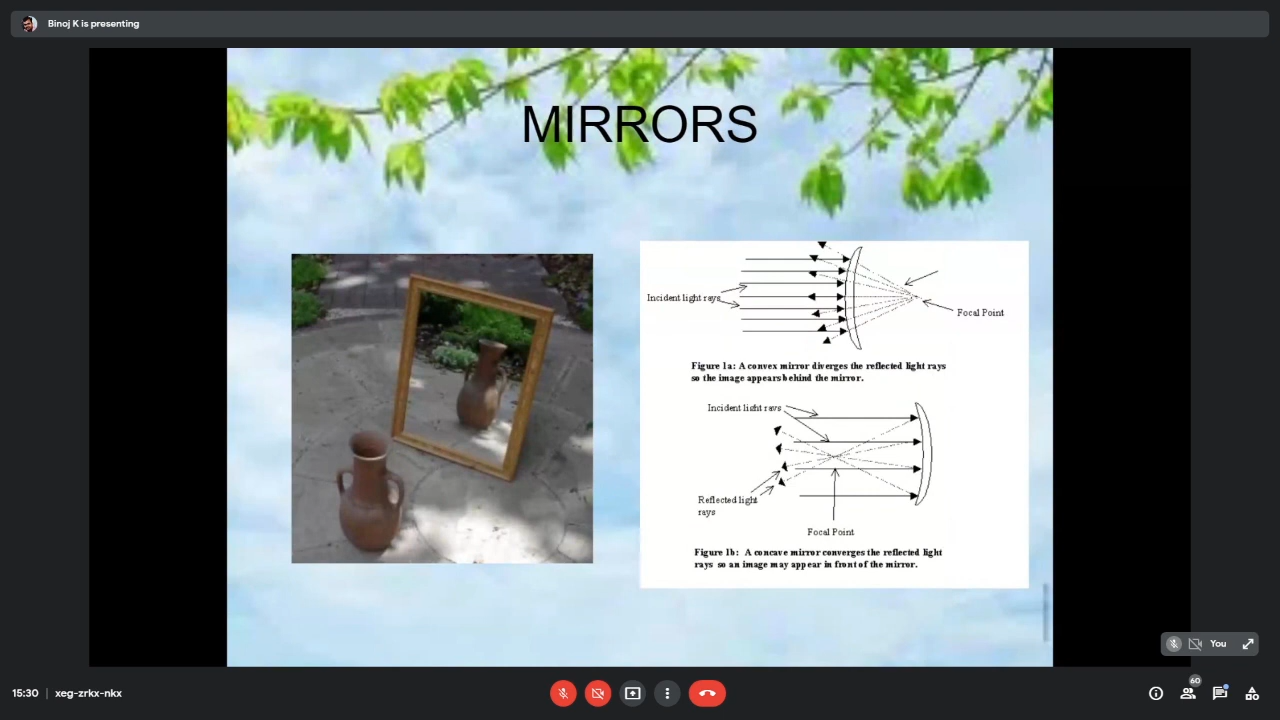 Binoj K is presenting
MIRRORS
Incident light rays
Focal Point
Figure 1a: A convex mirror diverges the reflected light rays
so the image appears behind the mirror.
Incident light rays
Reflected light
rays
Focal Point
Figure 1b: A concave mirror converges the reflected light
rays so an image may appear in front of the mirror.
You
15:30 | xeg-zrkx-nkx
60